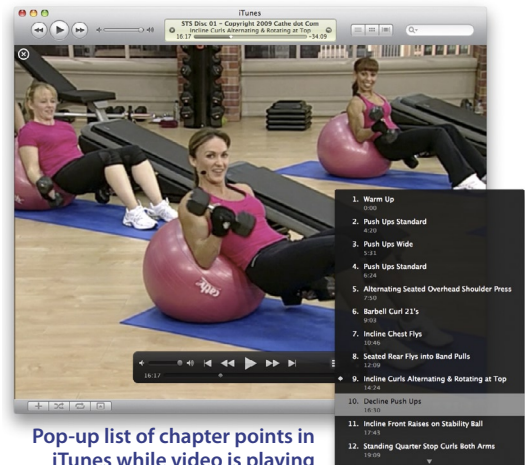 iTunes
STS Disc 01 - Copyright 2009 Cathe dot Com
Incline Curls Alternating & Rotating at Top
16:17
-34:09
cathe
16:17
1. Warm Up
0:00
2. Push Ups Standard
4:20
3. Push Ups Wide
5:31
4. Push Ups Standard
6:24
5. Alternating Seated Overhead Shoulder Press
7:50
6. Barbell Curl 21's
9:03
7. Incline Chest Flys
10:46
8. Seated Rear Flys into Band Pulls
12:09
9. Incline Curls Alternating & Rotating at Top
14:24
10. Decline Push Ups
16:50
11. Incline Front Raises on Stability Ball
17:43
12. Standing Quarter Stop Curls Both Arms
19:09
Pop-up list of chapter points in
iTunes while video is playing